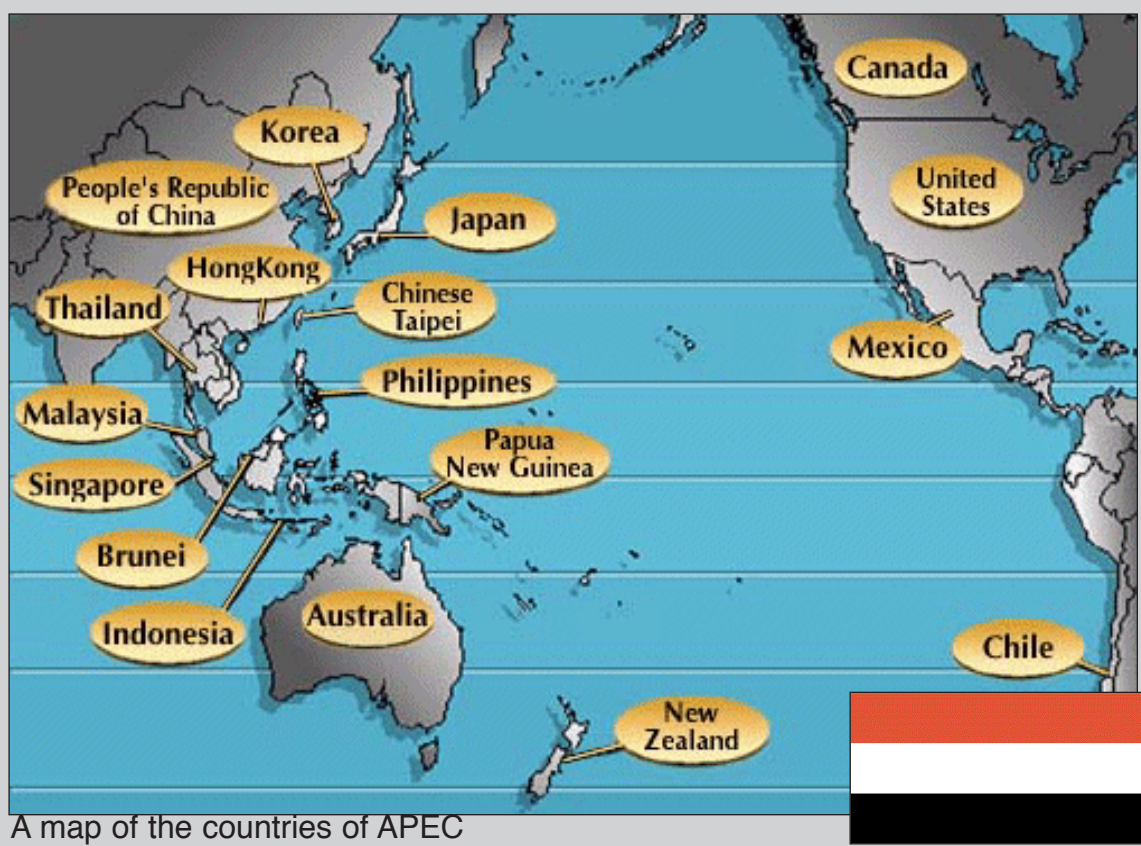 Canada
Korea
People's Republic
of China
United
States
Japan
HongKong
Thailand
Chinese
Taipei
Mexico
Philippines
Malaysia
Papua
New Guinea
Singapore
Brunei
Australia
Indonesia
Chile
New
Zealand
A map of the countries of APEC